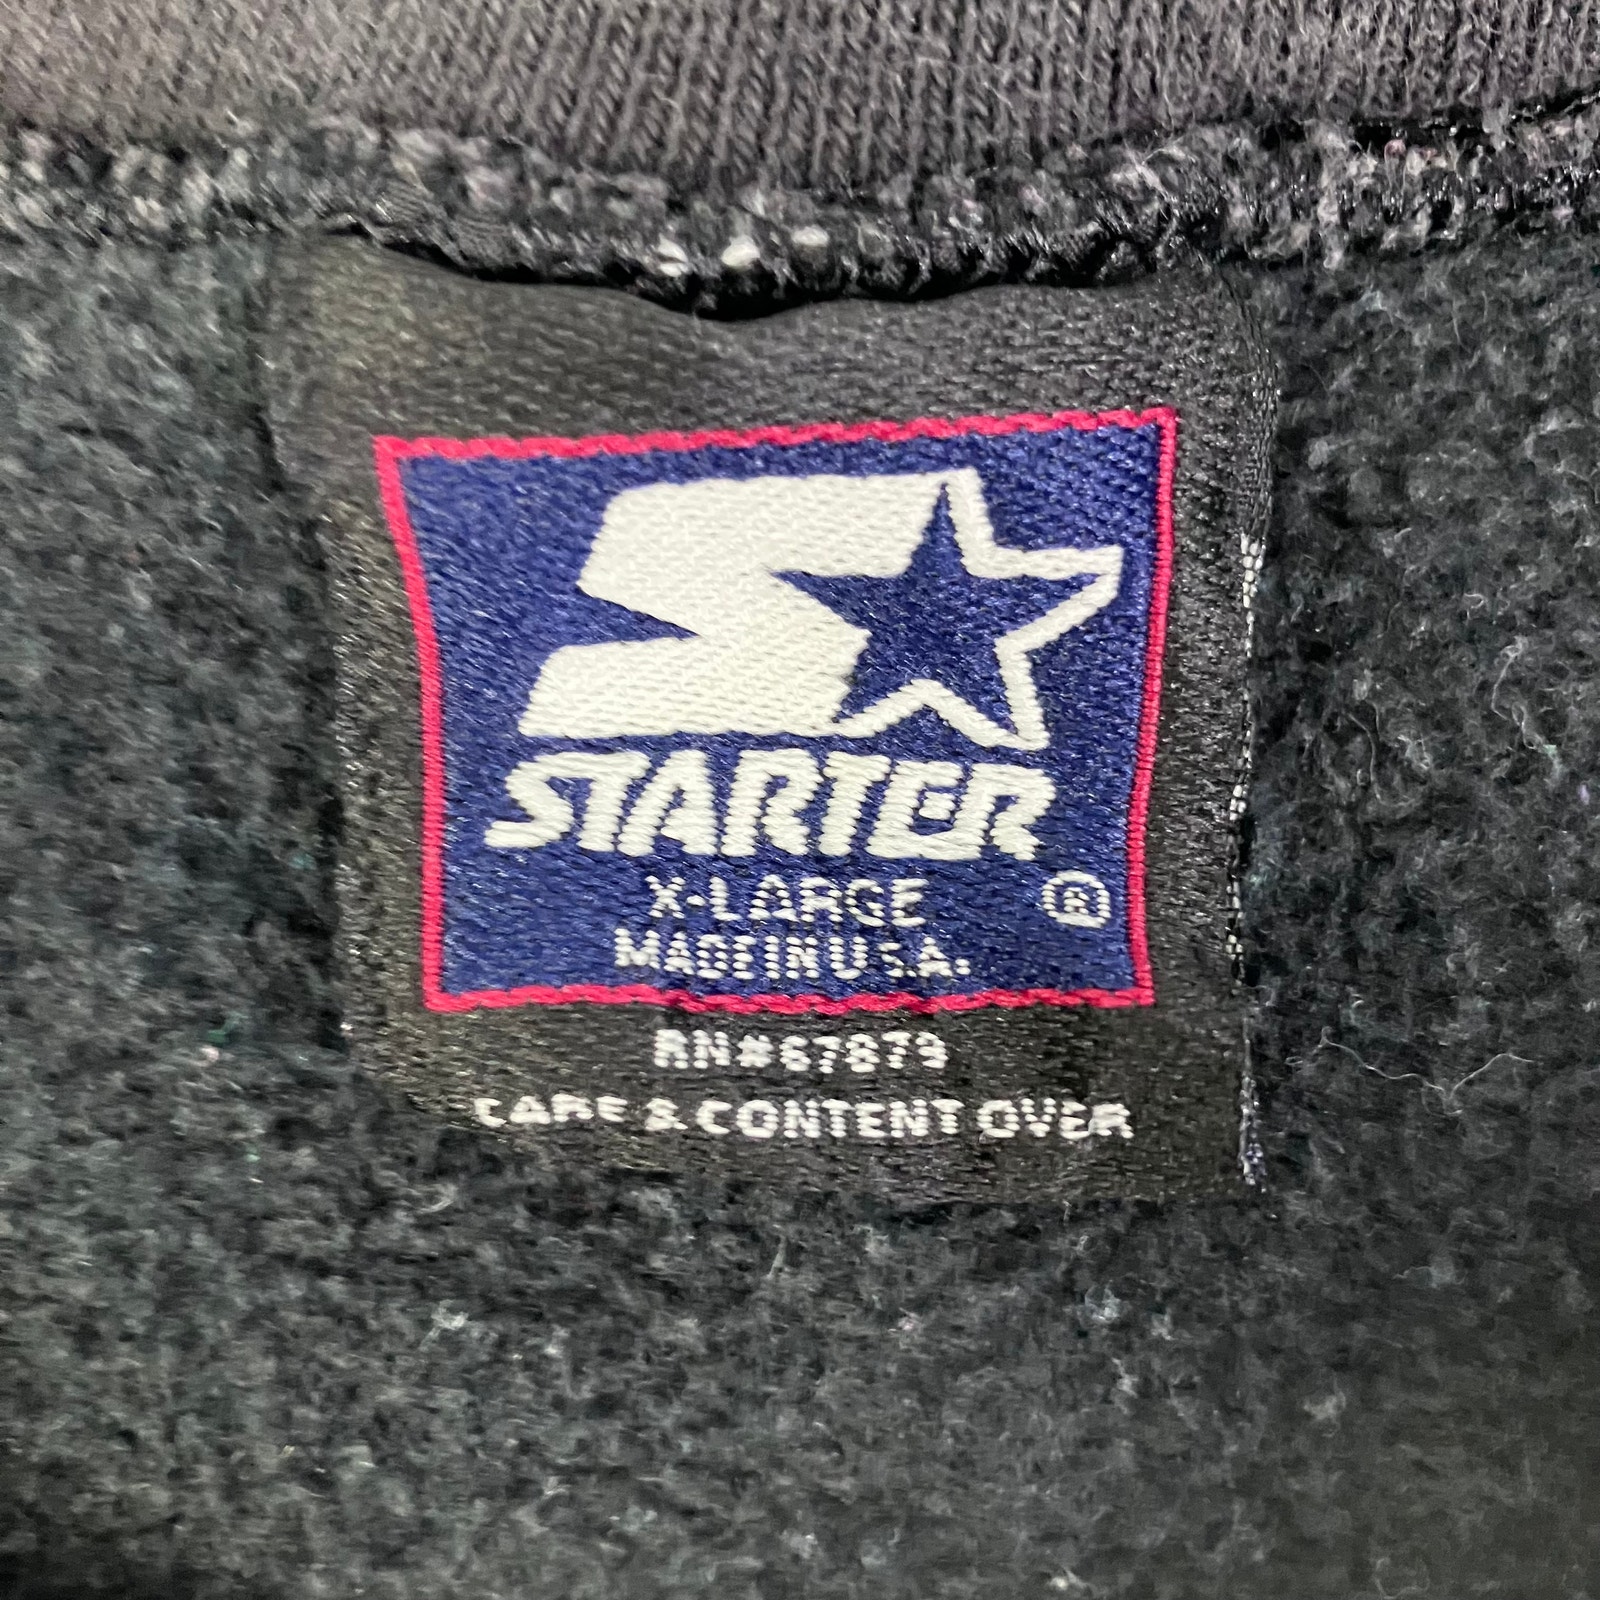 STARTER
X-LARGE ®
MADE IN U.S.A.
RN#67879
CARE & CONTENT OVER